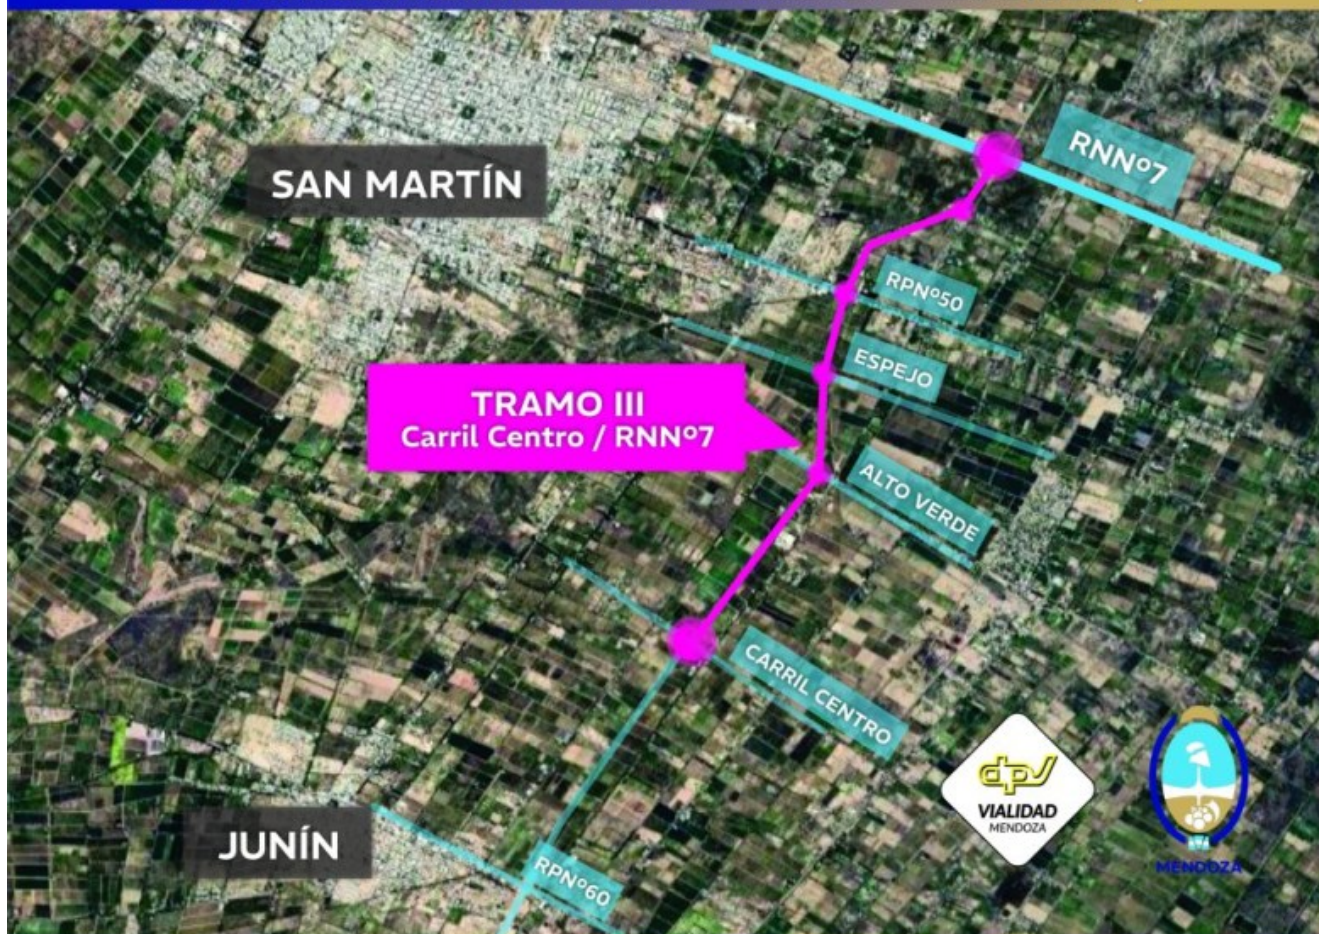 RNNº7
SAN MARTÍN
RPNº50
ESPEJO
TRAMO III
Carril Centro / RNNº7
ALTO VERDE
CARRIL CENTRO
dpv
VIALIDAD
MENDOZA
JUNÍN
RPNº60
MENDOZA